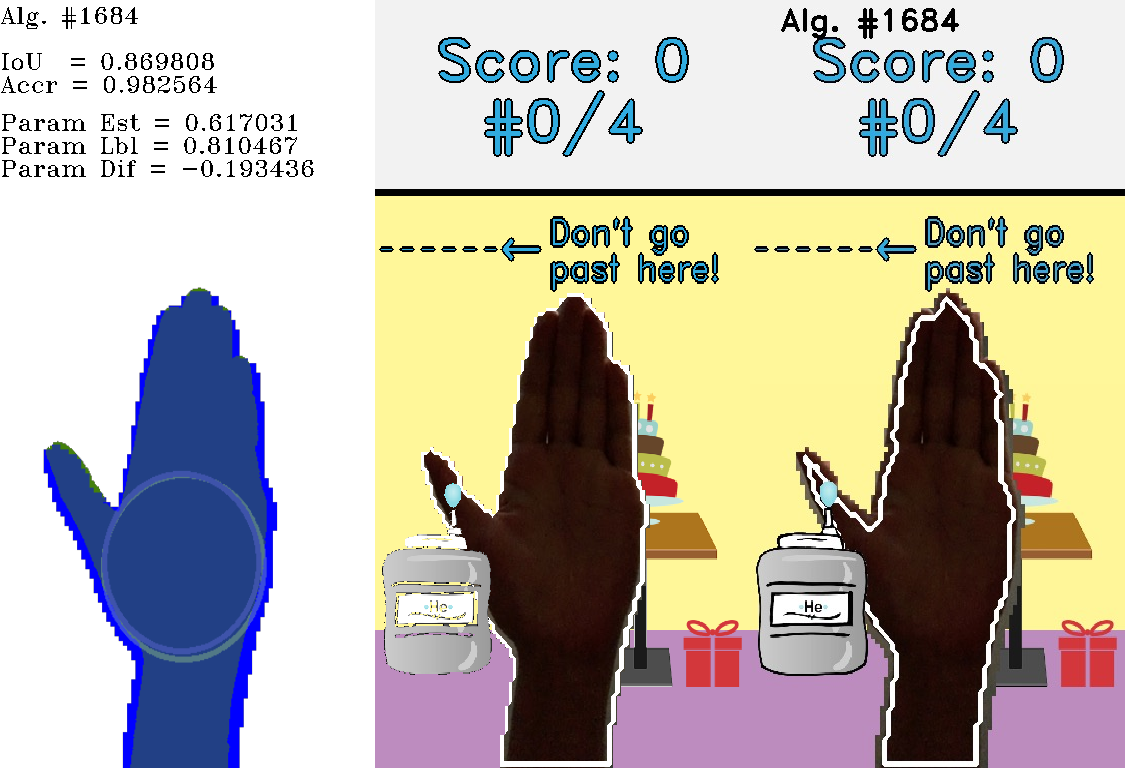 Alg. #1684
IoU = 0.869808
Accr = 0.982564
Param Est = 0.617031
Param Lbl = 0.810467
Param Dif = −0.193436
Score: 0
#0/4
Don't go
past here!
He
Alg. #1684
Score: 0
#0/4
Don't go
past here!
He